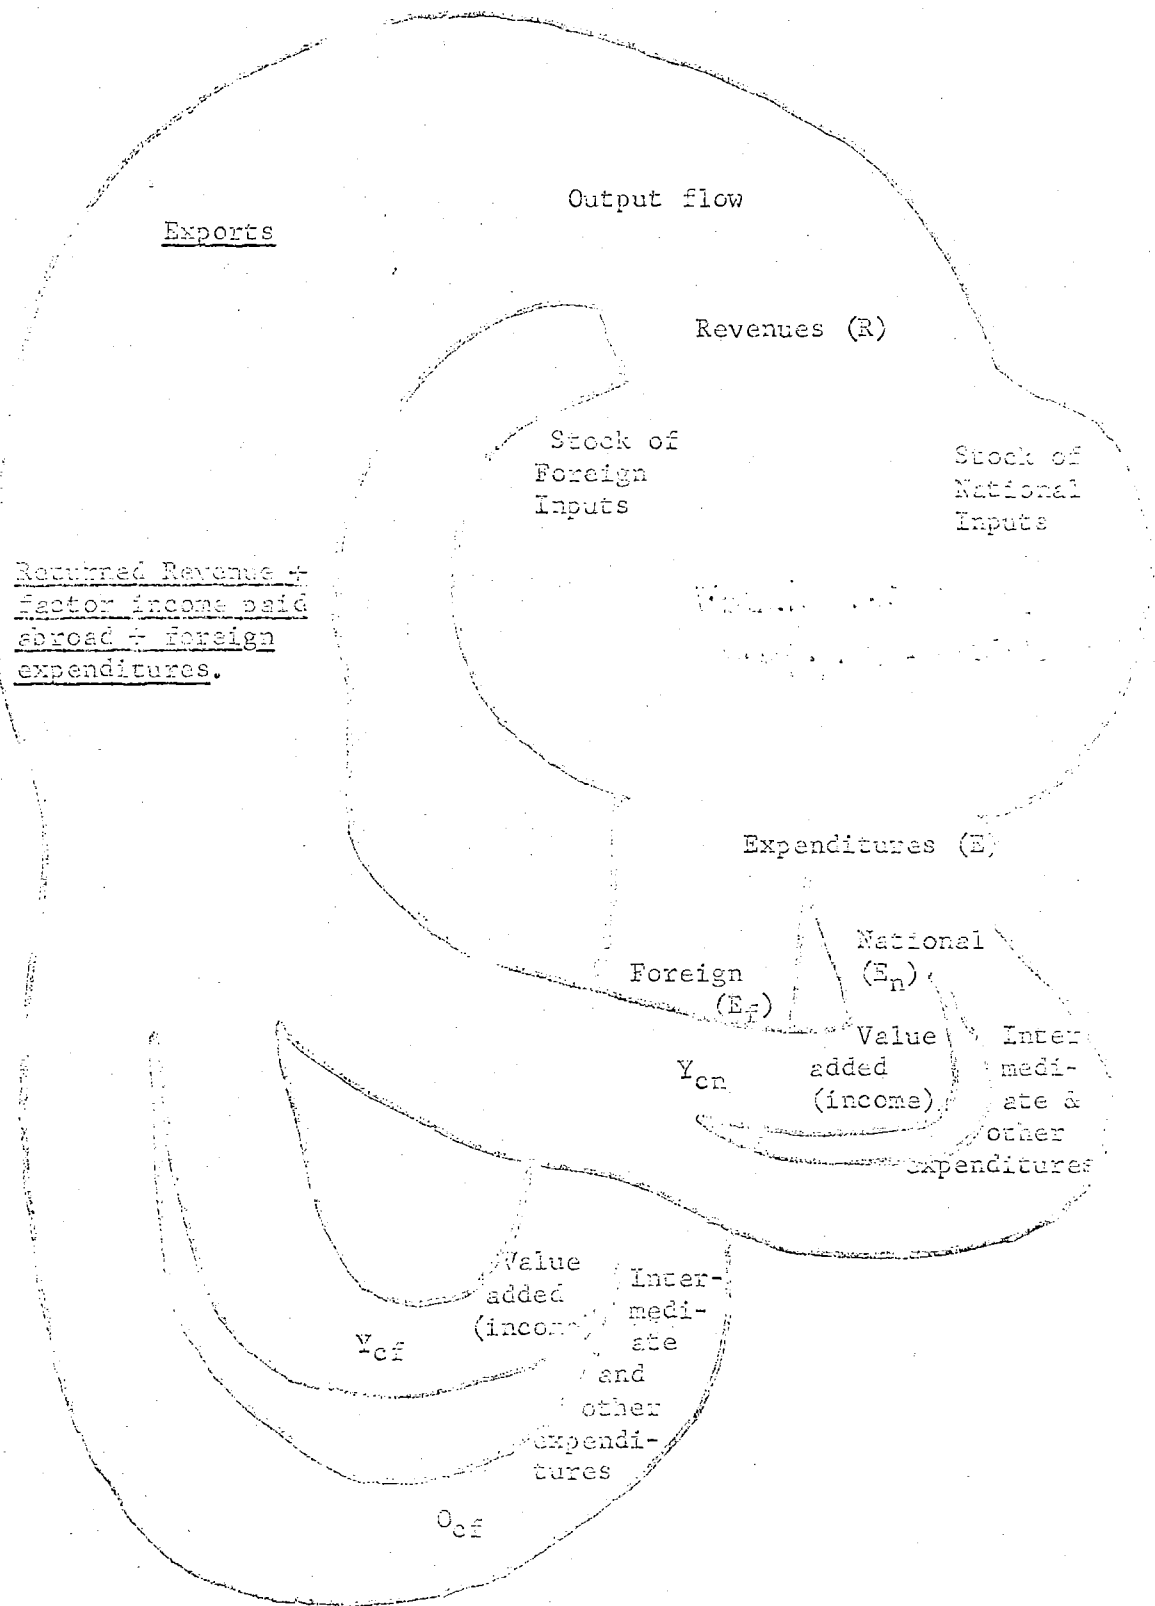 Output flow
Exports
Revenues (R)
Stock of
Foreign
Inputs
Stock of
National
Inputs
Returned Revenue +
factor income paid
abroad + foreign
expenditures.
Expenditures (E)
National
(En)
Foreign
(Ef)
Value
added
(income)
Ycn
Inter
medi-
ate &
other
expenditures
Value
added
(income)
Ycf
Inter-
medi-
ate
and
other
expendi-
tures
Ocf